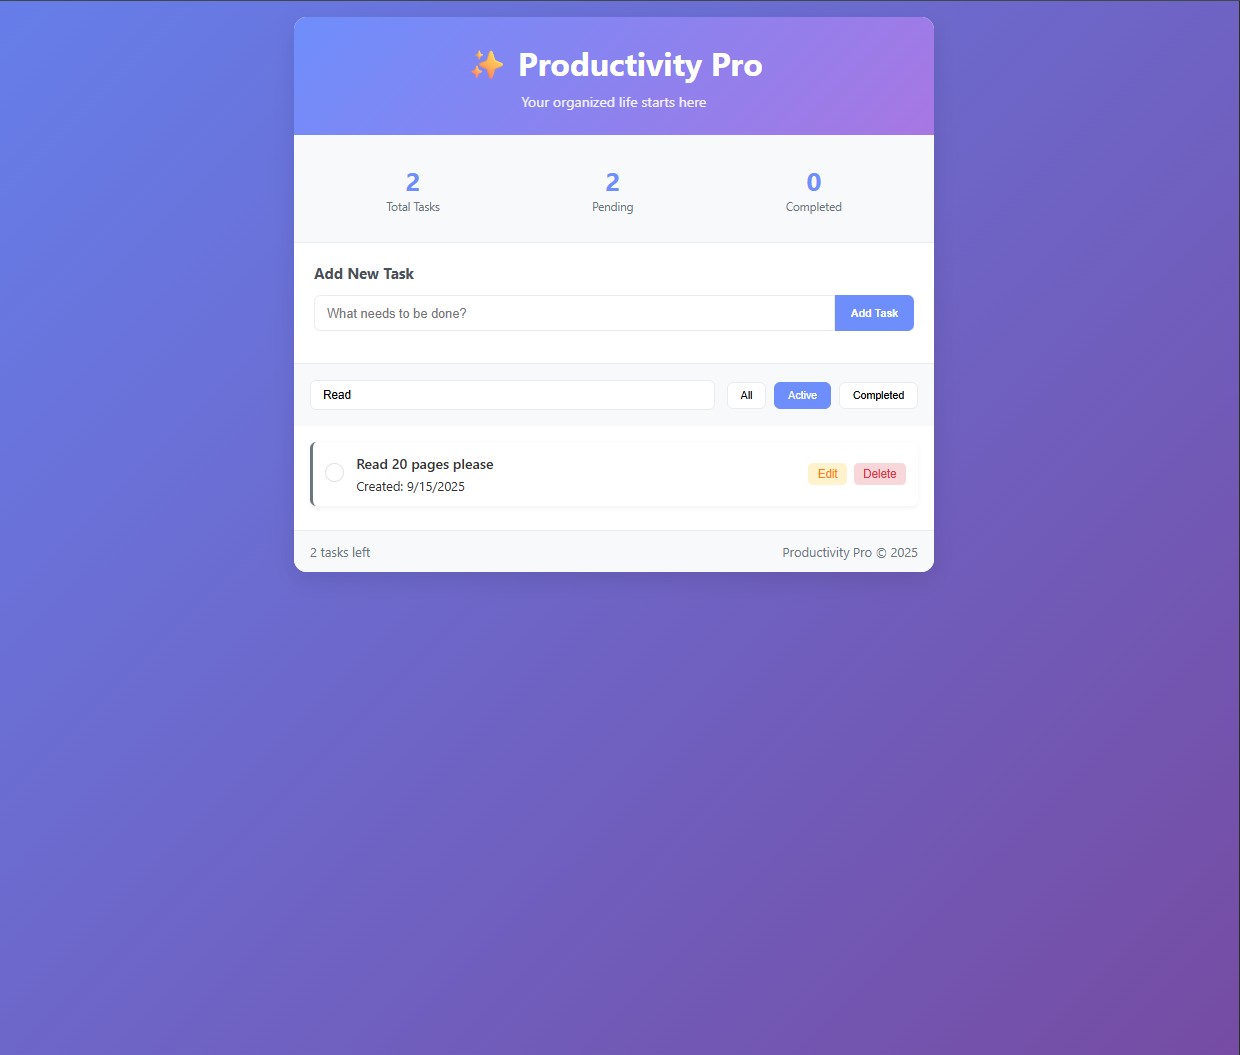 ✨ Productivity Pro
Your organized life starts here
2 2 0
Total Tasks Pending Completed
Add New Task
What needs to be done? Add Task
Read All Active Completed
Read 20 pages please
Created: 9/15/2025
Edit Delete
2 tasks left Productivity Pro © 2025